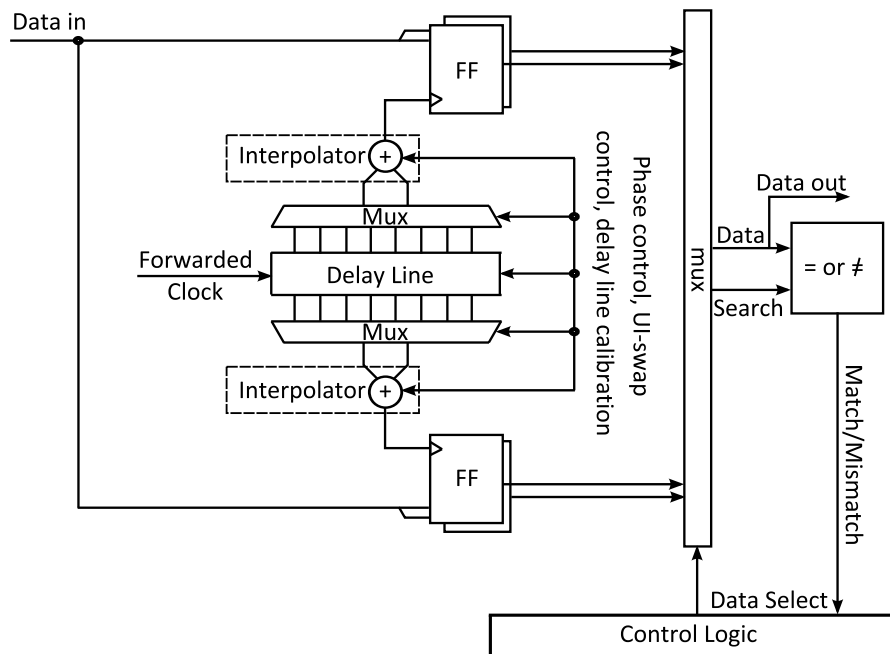 Data in
FF
Interpolator
+
Mux
Forwarded
Clock
Delay Line
Mux
Interpolator
+
FF
Phase control, UI-swap
control, delay line calibration
mux
Data out
Data
= or ≠
Search
Match/Mismatch
Data Select
Control Logic